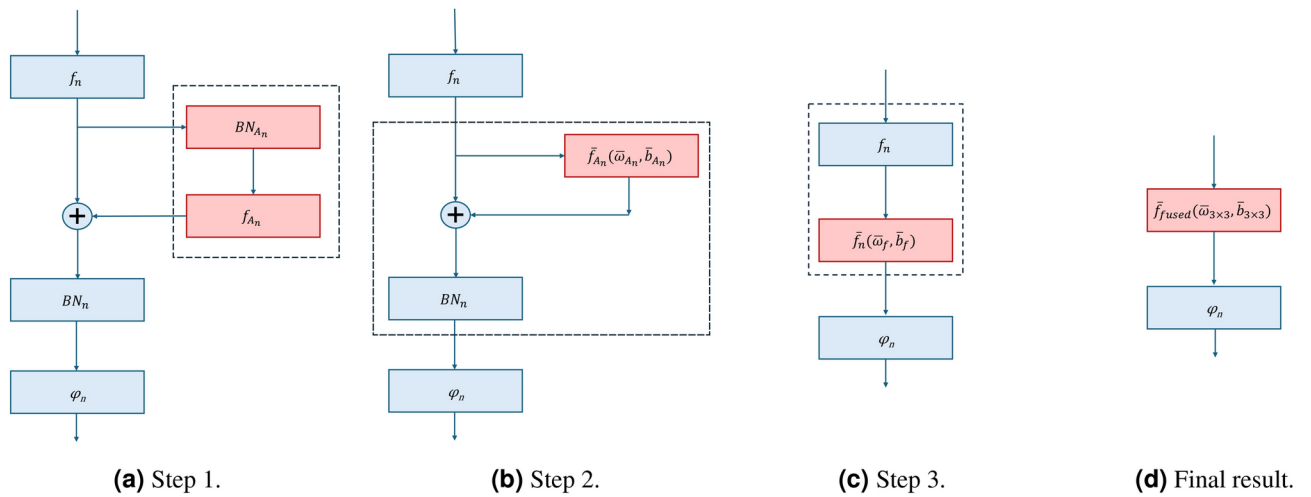 f_n
BN_{A_n}
f_{A_n}
+
BN_n
φ_n
(a) Step 1.
f_n
f̄_{A_n}(ω̄_{A_n}, b̄_{A_n})
+
BN_n
φ_n
(b) Step 2.
f_n
f̄_n(ω̄_f, b̄_f)
φ_n
(c) Step 3.
f̄_{fused}(ω̄_{3×3}, b̄_{3×3})
φ_n
(d) Final result.